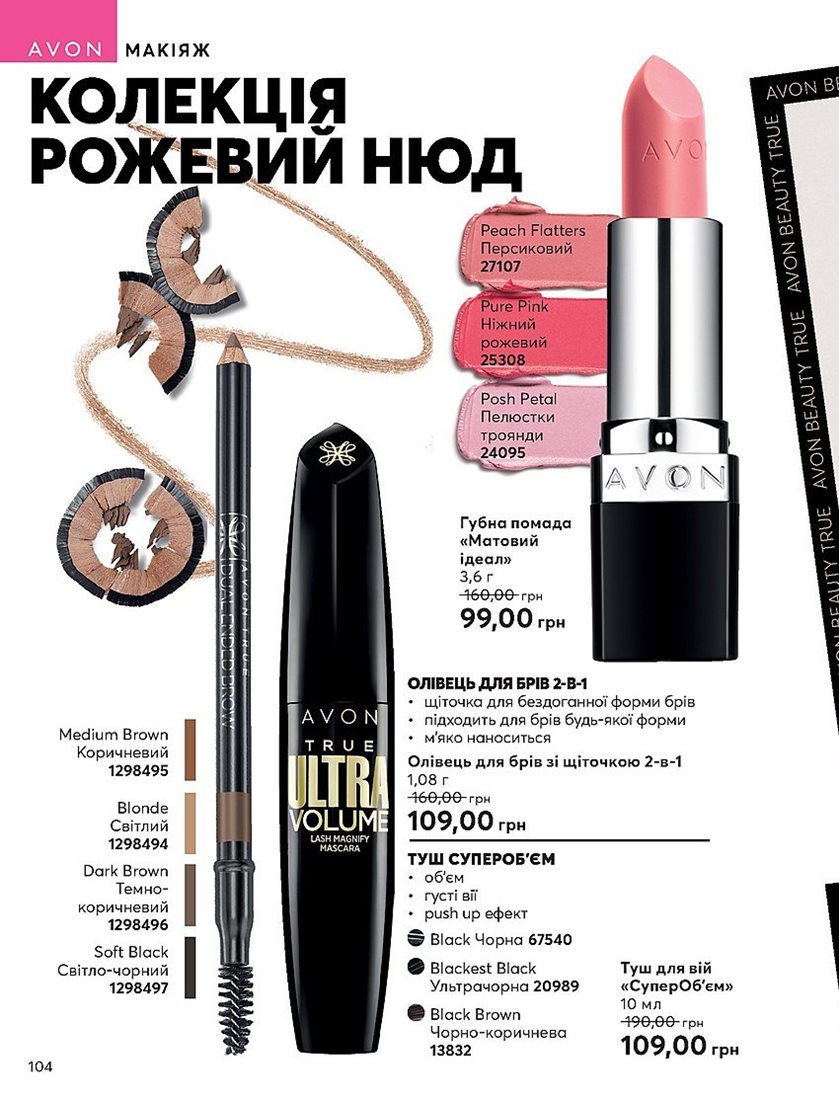 AVON МАКІЯЖ
КОЛЕКЦІЯ
РОЖЕВИЙ НЮД
AVON
AVON BE
AVON BEAUTY TRUE
AVON BEAUTY TRUE
AVON BEAUTY TRUE
Peach Flatters
Персиковий
27107
Pure Pink
Ніжний
рожевий
25308
Posh Petal
Пелюстки
троянди
24095
AVON
Губна помада
«Матовий
ідеал»
3,6 г
160,00 грн
99,00 грн
AVON TRUE
DUAL ENDED BROW
AVON
TRUE
ULTRA
VOLUME
LASH MAGNIFY
MASCARA
Medium Brown
Коричневий
1298495
Blonde
Світлий
1298494
Dark Brown
Темно-
коричневий
1298496
Soft Black
Світло-чорний
1298497
ОЛІВЕЦЬ ДЛЯ БРІВ 2-В-1
• щіточка для бездоганної форми брів
• підходить для брів будь-якої форми
• м'яко наноситься
Олівець для брів зі щіточкою 2-в-1
1,08 г
160,00 грн
109,00 грн
ТУШ СУПЕРОБ'ЄМ
• об'єм
• густі вії
• push up ефект
Black Чорна 67540
Blackest Black
Ультрачорна 20989
Black Brown
Чорно-коричнева
13832
Туш для вій
«СуперОб'єм»
10 мл
190,00 грн
109,00 грн
104